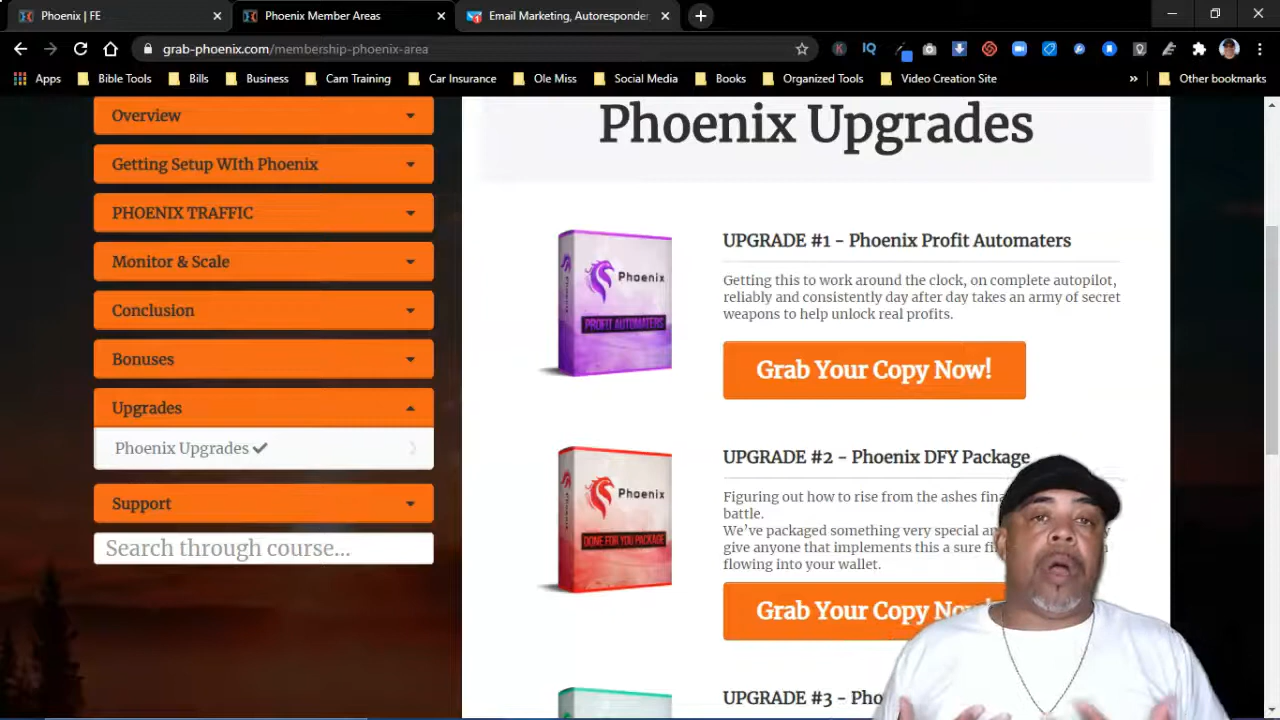 Phoenix | FE
Phoenix Member Areas
Email Marketing, Autoresponder
grab-phoenix.com/membership-phoenix-area
Apps
Bible Tools
Bills
Business
Cam Training
Car Insurance
Ole Miss
Social Media
Books
Organized Tools
Video Creation Site
»
Other bookmarks
Overview
Getting Setup WIth Phoenix
PHOENIX TRAFFIC
Monitor & Scale
Conclusion
Bonuses
Upgrades
Phoenix Upgrades
Support
Search through course...
Phoenix Upgrades
Phoenix
PROFIT AUTOMATERS
UPGRADE #1 - Phoenix Profit Automaters
Getting this to work around the clock, on complete autopilot,
reliably and consistently day after day takes an army of secret
weapons to help unlock real profits.
Grab Your Copy Now!
Phoenix
DONE FOR YOU PACKAGE
UPGRADE #2 - Phoenix DFY Package
Figuring out how to rise from the ashes
battle.
We've packaged something very special
give anyone that implements this a sure
flowing into your wallet.
Grab Your Copy
UPGRADE #3 -